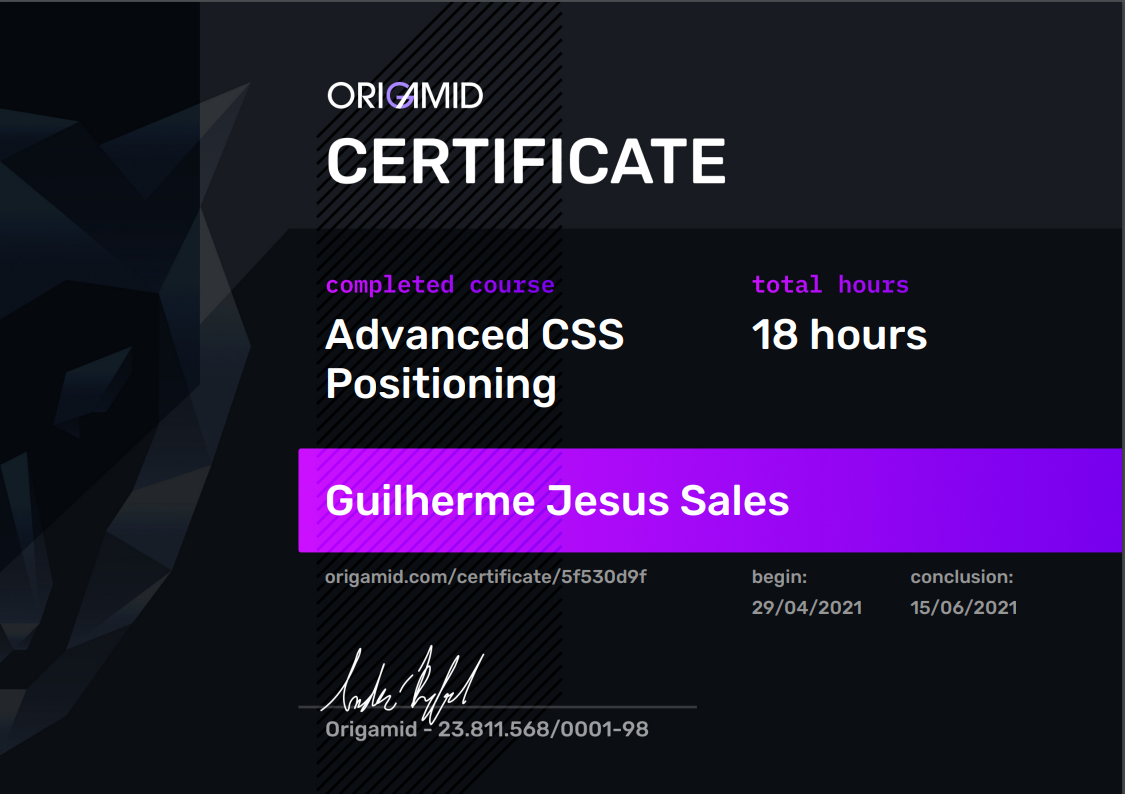 ORIGAMID
CERTIFICATE
completed course
Advanced CSS
Positioning
total hours
18 hours
Guilherme Jesus Sales
origamid.com/certificate/5f530d9f
begin:
29/04/2021
conclusion:
15/06/2021
Origamid - 23.811.568/0001-98